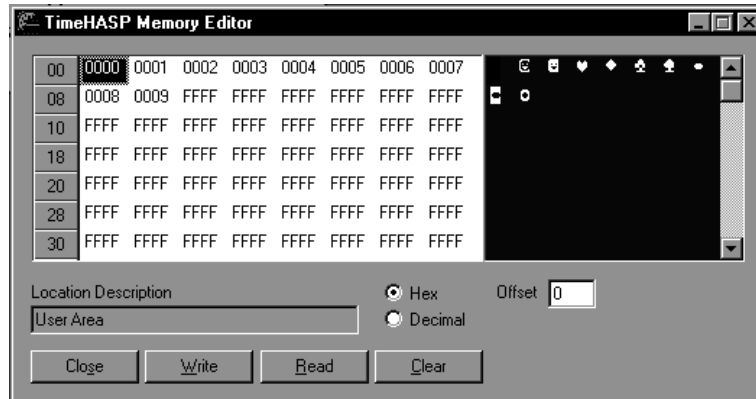 TimeHASP Memory Editor
00 0000 0001 0002 0003 0004 0005 0006 0007
08 0008 0009 FFFF FFFF FFFF FFFF FFFF FFFF
10 FFFF FFFF FFFF FFFF FFFF FFFF FFFF FFFF
18 FFFF FFFF FFFF FFFF FFFF FFFF FFFF FFFF
20 FFFF FFFF FFFF FFFF FFFF FFFF FFFF FFFF
28 FFFF FFFF FFFF FFFF FFFF FFFF FFFF FFFF
30 FFFF FFFF FFFF FFFF FFFF FFFF FFFF FFFF
Location Description Hex Offset 0
User Area Decimal
Close Write Read Clear